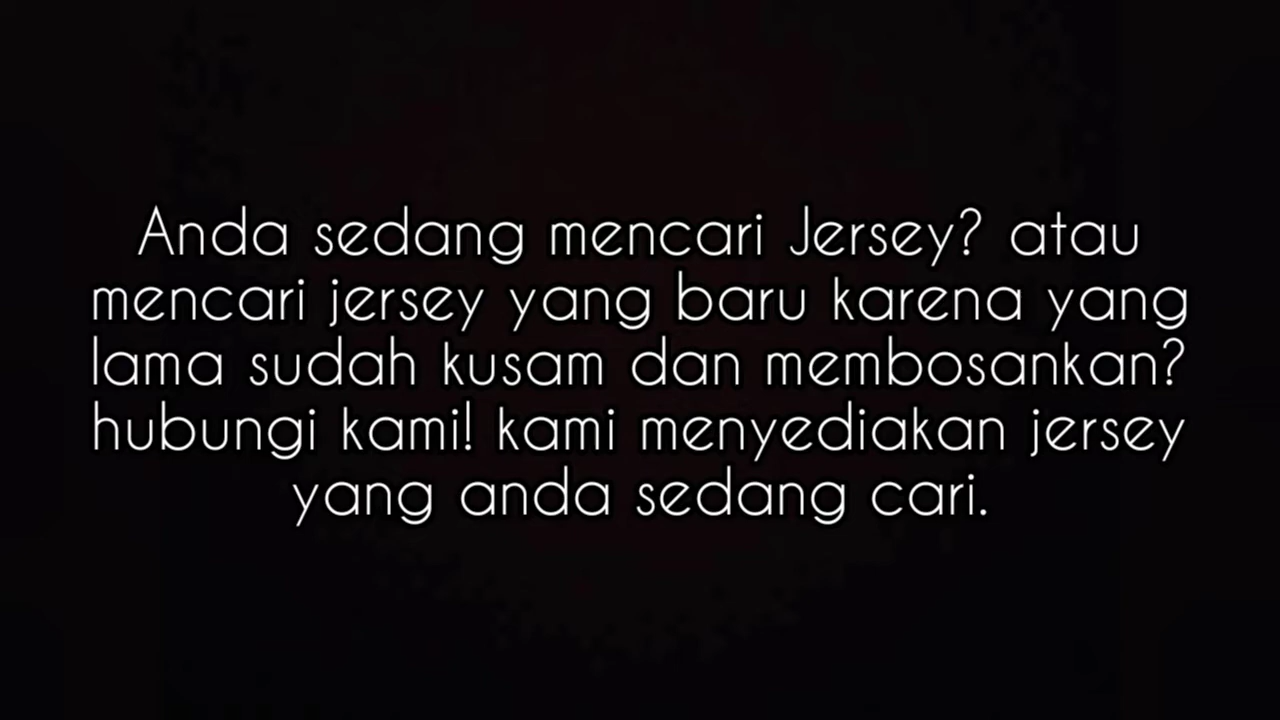 Anda sedang mencari Jersey? atau
mencari jersey yang baru karena yang
lama sudah kusam dan membosankan?
hubungi kami! kami menyediakan jersey
yang anda sedang cari.